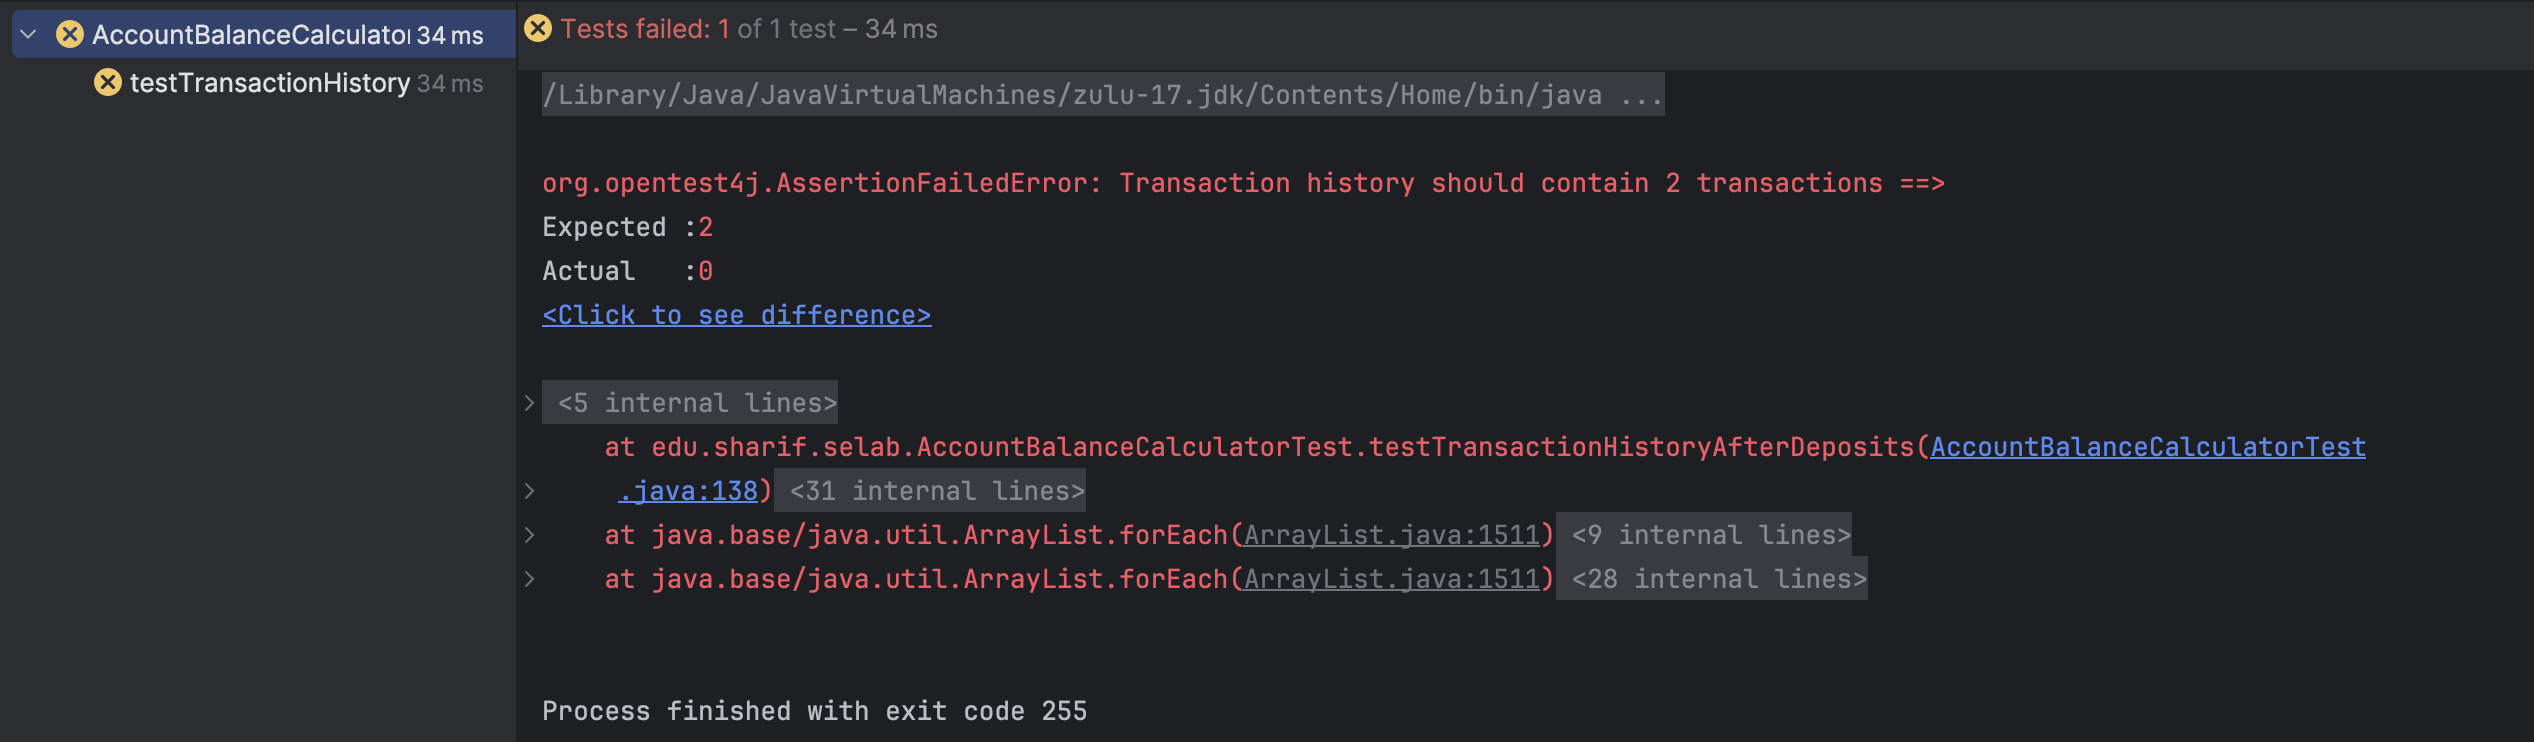 AccountBalanceCalculator 34 ms
testTransactionHistory 34 ms
Tests failed: 1 of 1 test – 34 ms
/Library/Java/JavaVirtualMachines/zulu-17.jdk/Contents/Home/bin/java ...
org.opentest4j.AssertionFailedError: Transaction history should contain 2 transactions ==>
Expected :2
Actual   :0
<Click to see difference>
<5 internal lines>
at edu.sharif.selab.AccountBalanceCalculatorTest.testTransactionHistoryAfterDeposits(AccountBalanceCalculatorTest
.java:138) <31 internal lines>
at java.base/java.util.ArrayList.forEach(ArrayList.java:1511) <9 internal lines>
at java.base/java.util.ArrayList.forEach(ArrayList.java:1511) <28 internal lines>
Process finished with exit code 255